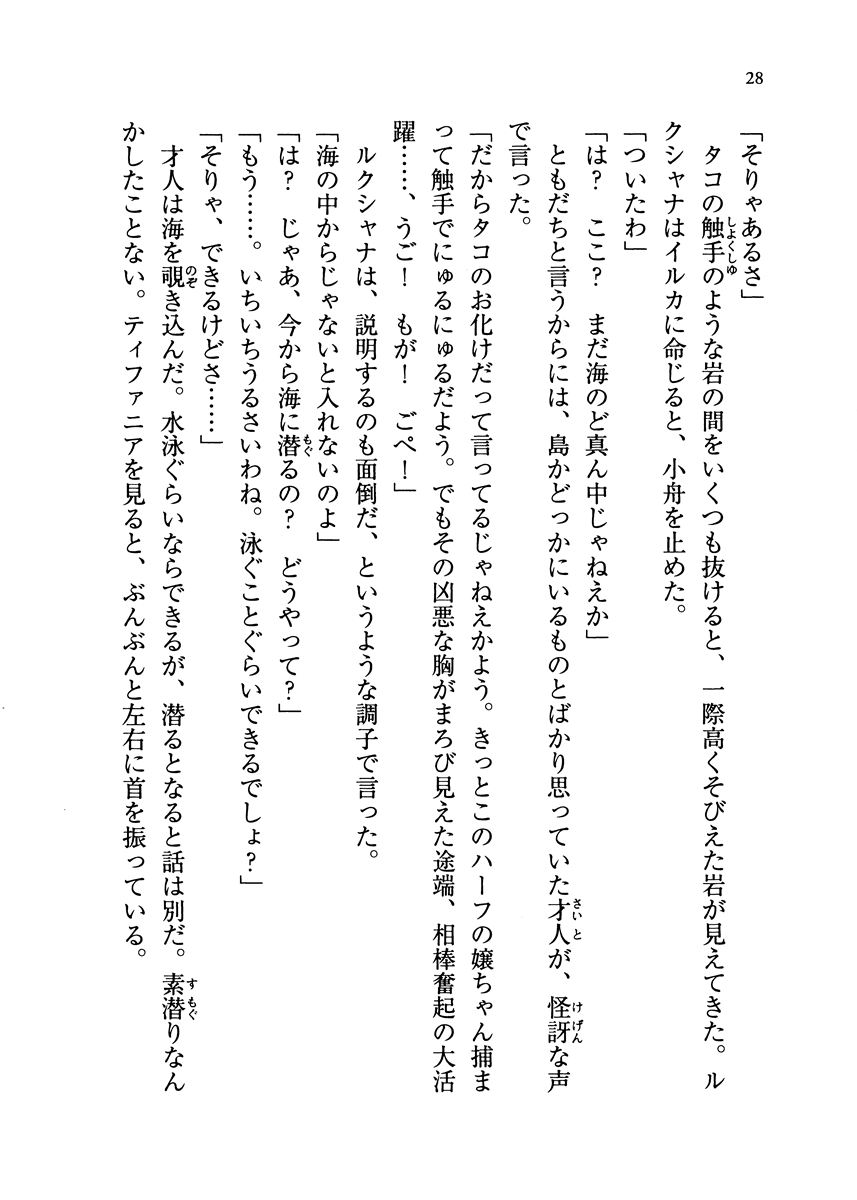 28
「そりゃあるさ」
　タコの触手のような岩の間をいくつも抜けると、一際高くそびえた岩が見えてきた。ル
クシャナはイルカに命じると、小舟を止めた。
「ついたわ」
「は？　ここ？　まだ海のど真ん中じゃねえか」
　ともだちと言うからには、島かどっかにいるものとばかり思っていた才人が、怪訝な声
で言った。
「だからタコのお化けだって言ってるじゃねえかよう。きっとこのハーフの嬢ちゃん捕ま
って触手でにゅるにゅるだよう。でもその凶悪な胸がまろび見えた途端、相棒奮起の大活
躍……、うご！　もが！　ごぺ！」
　ルクシャナは、説明するのも面倒だ、というような調子で言った。
「海の中からじゃないと入れないのよ」
「は？　じゃあ、今から海に潜るの？　どうやって？」
「もう……。いちいちうるさいわね。泳ぐことぐらいできるでしょ？」
「そりゃ、できるけどさ……」
　才人は海を覗き込んだ。水泳ぐらいならできるが、潜るとなると話は別だ。素潜りなん
かしたことない。ティファニアを見ると、ぶんぶんと左右に首を振っている。